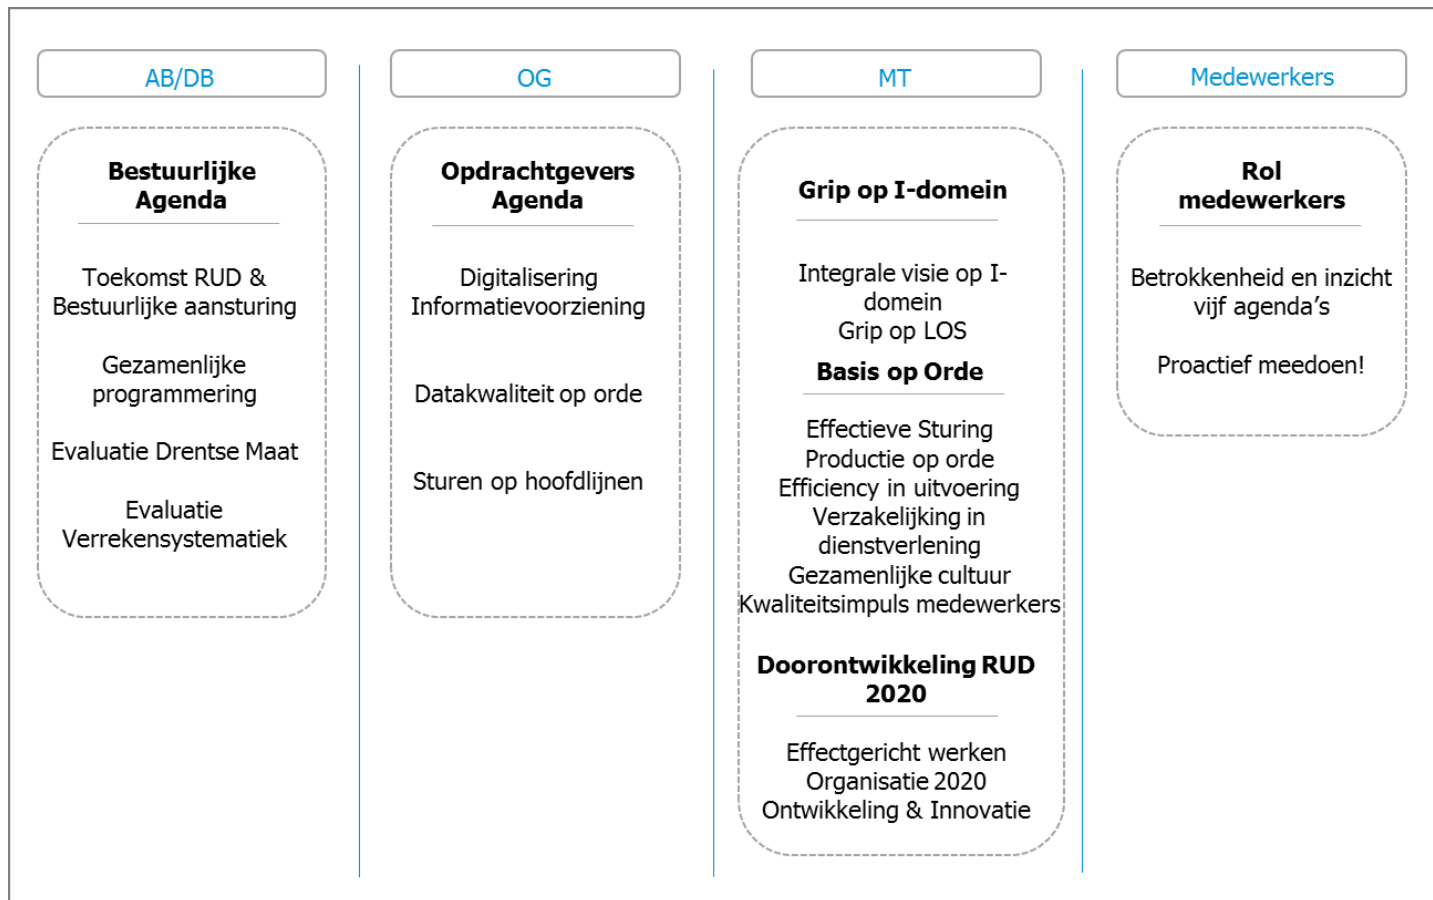 AB/DB
Bestuurlijke
Agenda
Toekomst RUD &
Bestuurlijke aansturing
Gezamenlijke
programmering
Evaluatie Drentse Maat
Evaluatie
Verrekensystematiek
OG
Opdrachtgevers
Agenda
Digitalisering
Informatievoorziening
Datakwaliteit op orde
Sturen op hoofdlijnen
MT
Grip op I-domein
Integrale visie op I-
domein
Grip op LOS
Basis op Orde
Effectieve Sturing
Productie op orde
Efficiency in uitvoering
Verzakelijking in
dienstverlening
Gezamenlijke cultuur
Kwaliteitsimpuls medewerkers
Doorontwikkeling RUD
2020
Effectgericht werken
Organisatie 2020
Ontwikkeling & Innovatie
Medewerkers
Rol
medewerkers
Betrokkenheid en inzicht
vijf agenda’s
Proactief meedoen!